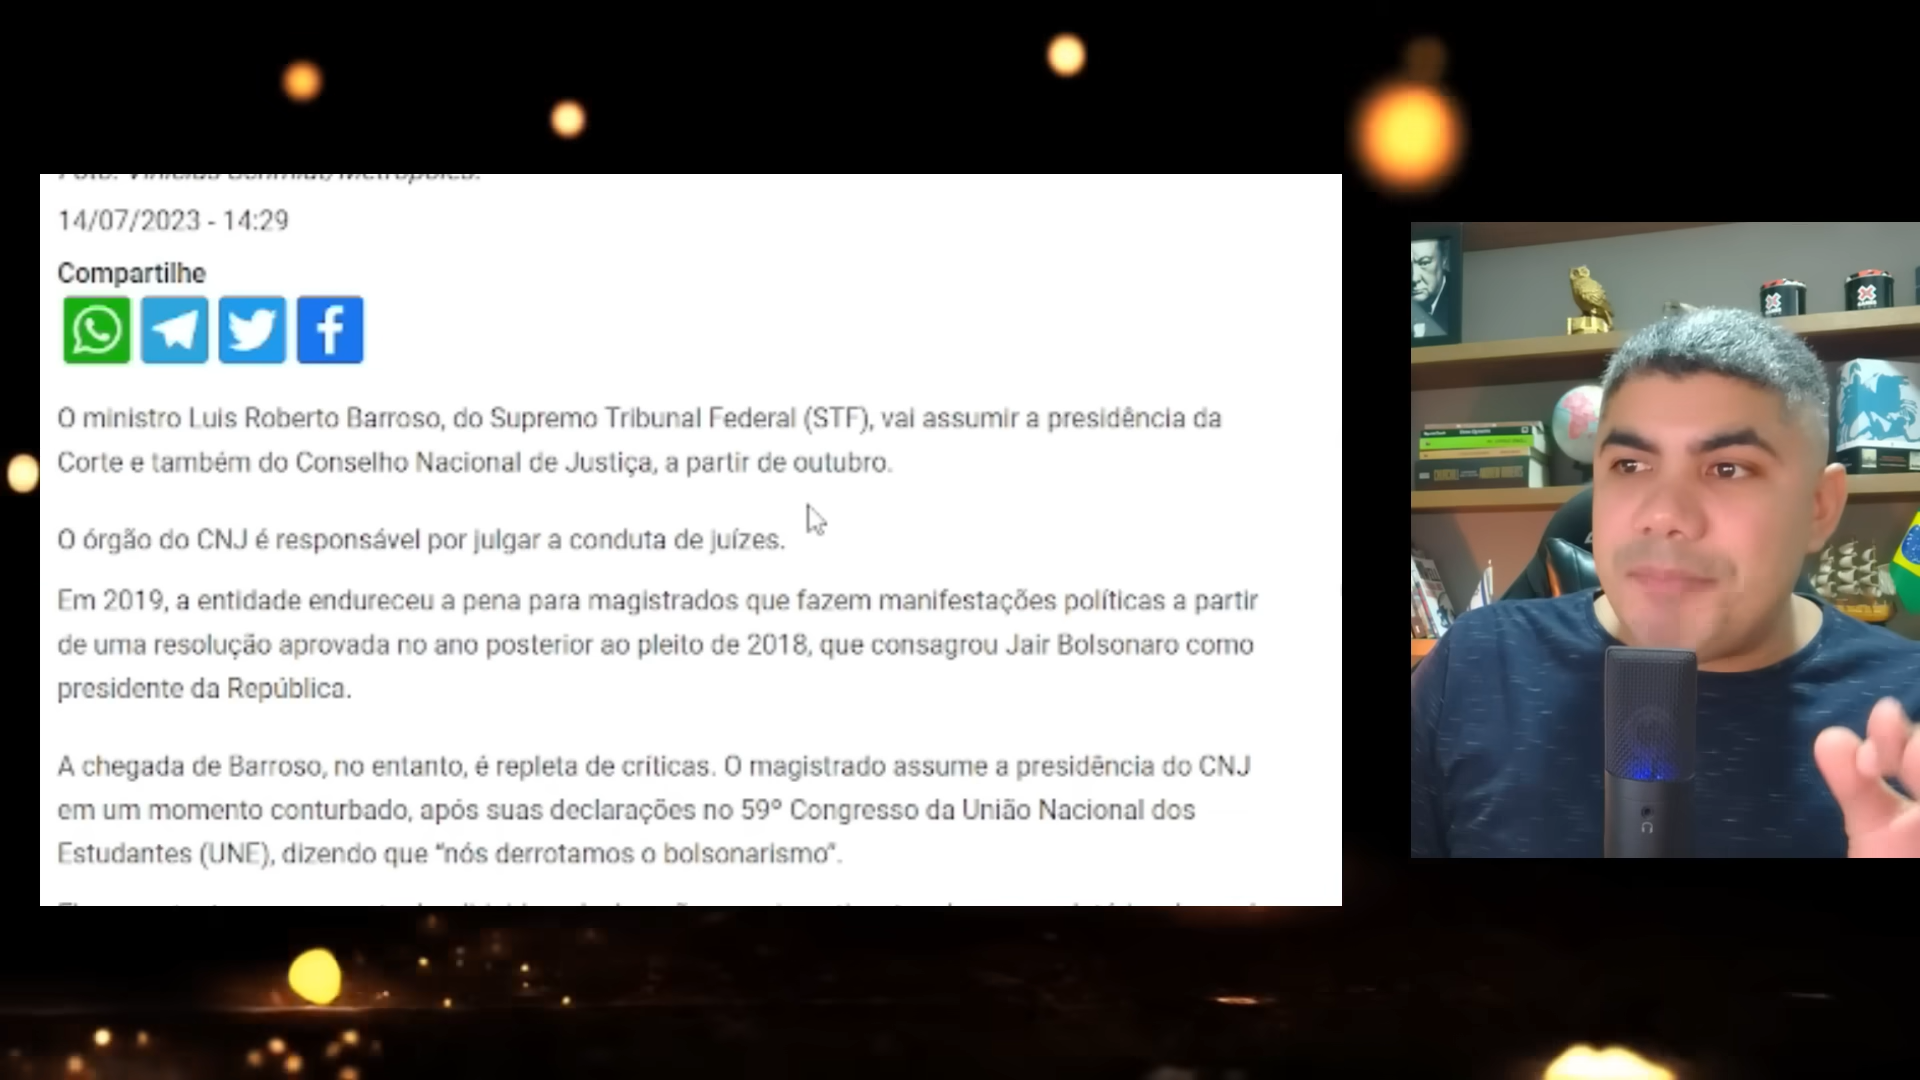 14/07/2023 - 14:29
Compartilhe
O ministro Luis Roberto Barroso, do Supremo Tribunal Federal (STF), vai assumir a presidência da
Corte e também do Conselho Nacional de Justiça, a partir de outubro.
O órgão do CNJ é responsável por julgar a conduta de juízes.
Em 2019, a entidade endureceu a pena para magistrados que fazem manifestações políticas a partir
de uma resolução aprovada no ano posterior ao pleito de 2018, que consagrou Jair Bolsonaro como
presidente da República.
A chegada de Barroso, no entanto, é repleta de críticas. O magistrado assume a presidência do CNJ
em um momento conturbado, após suas declarações no 59º Congresso da União Nacional dos
Estudantes (UNE), dizendo que “nós derrotamos o bolsonarismo”.